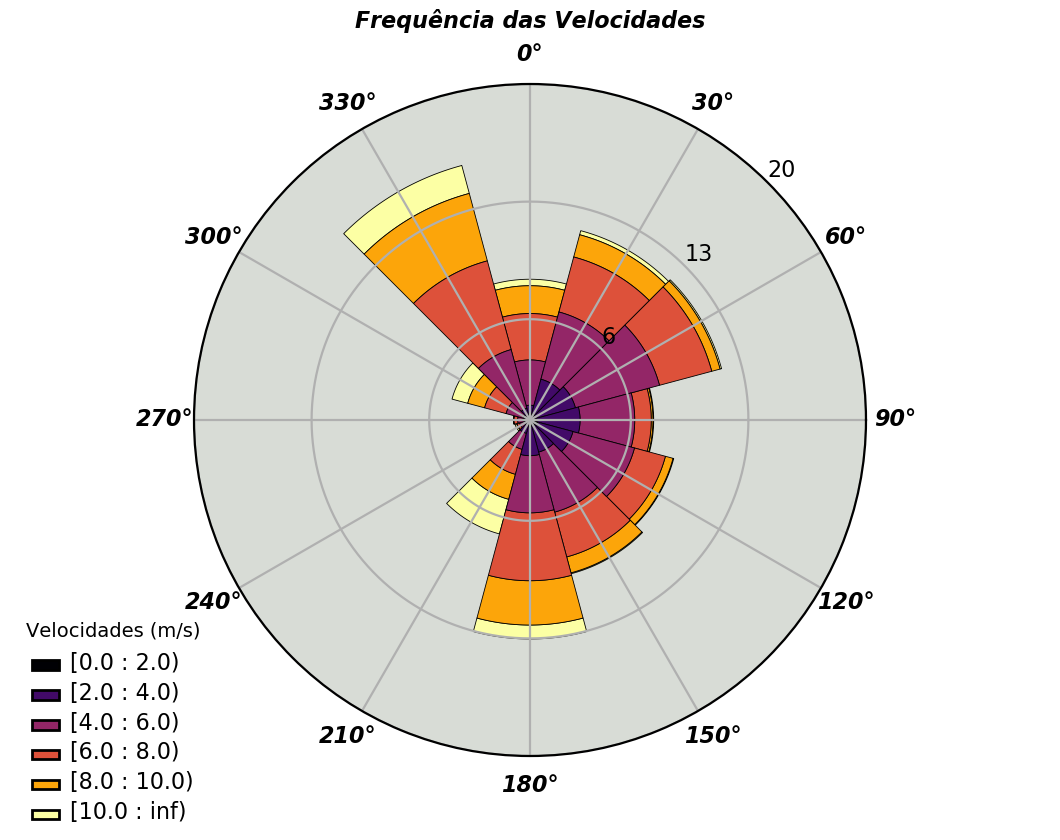 Frequência das Velocidades
0°
330°
30°
20
300°
60°
13
6
270°
90°
240°
120°
210°
150°
180°
Velocidades (m/s)
[0.0 : 2.0)
[2.0 : 4.0)
[4.0 : 6.0)
[6.0 : 8.0)
[8.0 : 10.0)
[10.0 : inf)